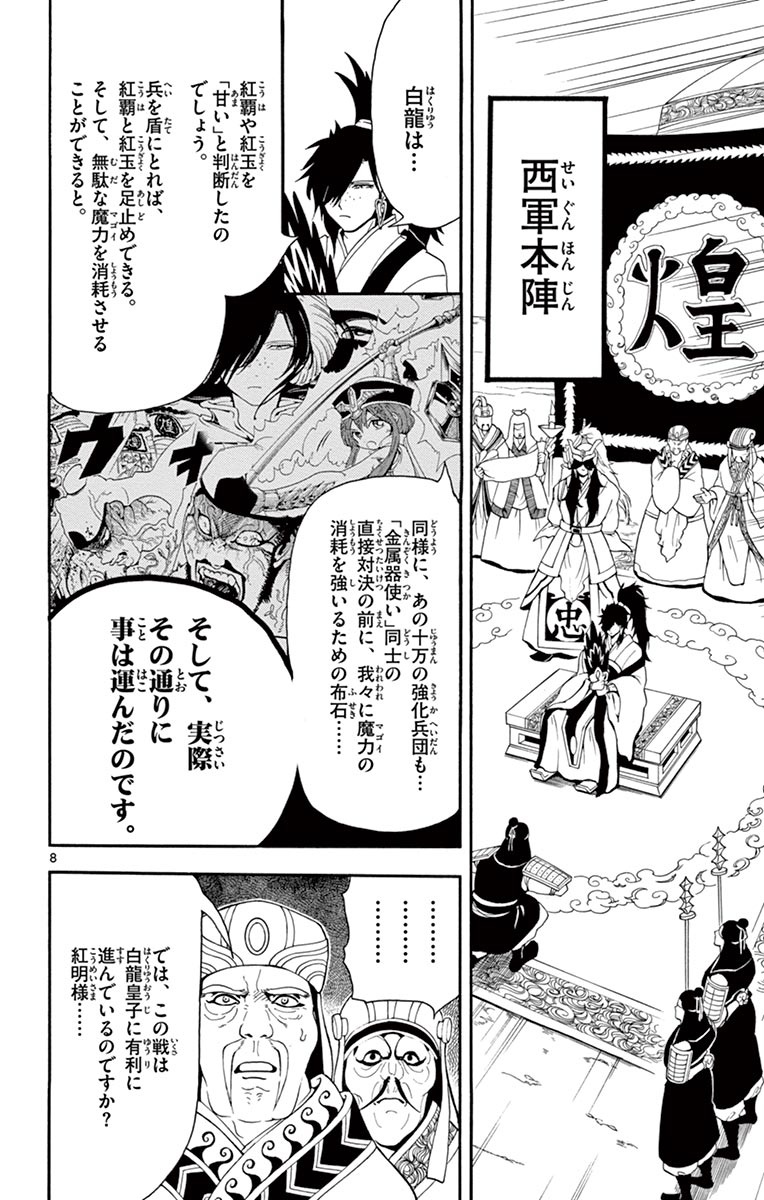 西軍本陣
煌
忠
白龍は…
紅覇や紅玉を
「甘い」と判断したの
でしょう。
兵を盾にとれば、
紅覇と紅玉を足止めできる。
そして、無駄な魔力を消耗させる
ことができると。
ウグ
同様に、あの十万の強化兵団も…
「金属器使い」同士の
直接対決の前に、我々に魔力の
消耗を強いるための布石……
そして、実際
その通りに
事は運んだのです。
………
………
では、この戦は
白龍皇子に有利に
進んでいるのですか？
紅明様……
8